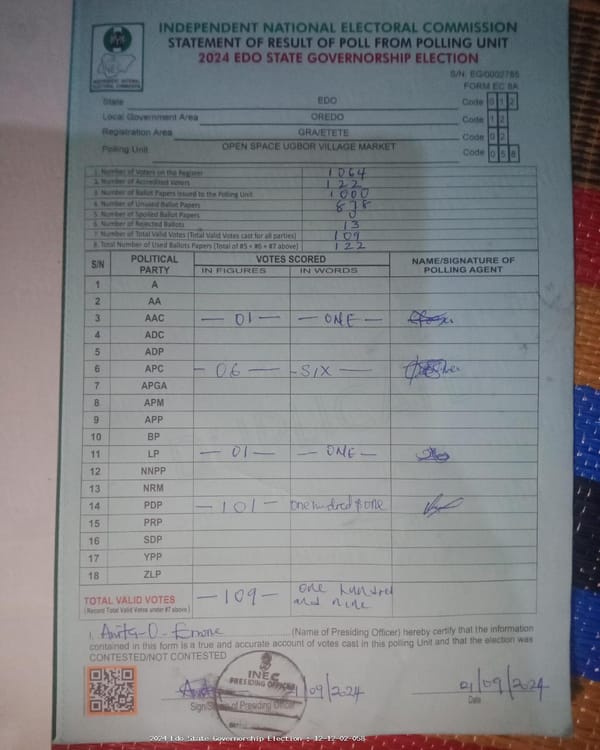 INDEPENDENT NATIONAL ELECTORAL COMMISSION
STATEMENT OF RESULT OF POLL FROM POLLING UNIT
2024 EDO STATE GOVERNORSHIP ELECTION
S/N: EG/0002785
FORM EC 8A
State EDO Code 0 1 2
Local Government Area OREDO Code 1 2
Registration Area GRA/ETETE Code 0 2
Polling Unit OPEN SPACE UGBOR VILLAGE MARKET Code 0 5 8
1. Number of Voters on the Register 1064
2. Number of Accredited Voters 122
3. Number of Ballot Papers issued to the Polling Unit 1000
4. Number of Unused Ballot Papers 878
5. Number of Spoiled Ballot Papers 0
6. Number of Rejected Ballots 13
7. Number of Total Valid Votes (Total Valid Votes cast for all parties) 109
8. Total Number of Used Ballots Papers (Total of #5 + #6 + #7 above) 122
S/N POLITICAL PARTY VOTES SCORED NAME/SIGNATURE OF POLLING AGENT
IN FIGURES IN WORDS
1 A
2 AA
3 AAC — 01 — — ONE —
4 ADC
5 ADP
6 APC — 06 — — SIX —
7 APGA
8 APM
9 APP
10 BP
11 LP — 01 — — ONE —
12 NNPP
13 NRM
14 PDP — 101 — one hundred & one
15 PRP
16 SDP
17 YPP
18 ZLP
TOTAL VALID VOTES — 109 — one hundred and nine
(Record Total Valid Votes under #7 above)
I, (Name of Presiding Officer) hereby certify that the information
contained in this form is a true and accurate account of votes cast in this polling Unit and that the election was
CONTESTED/NOT CONTESTED
INEC
PRESIDING OFFICER
/09/2024 21/09/2024
Sign/Stamp of Presiding Officer Date
2024 Edo State Governorship Election : 12-12-02-058